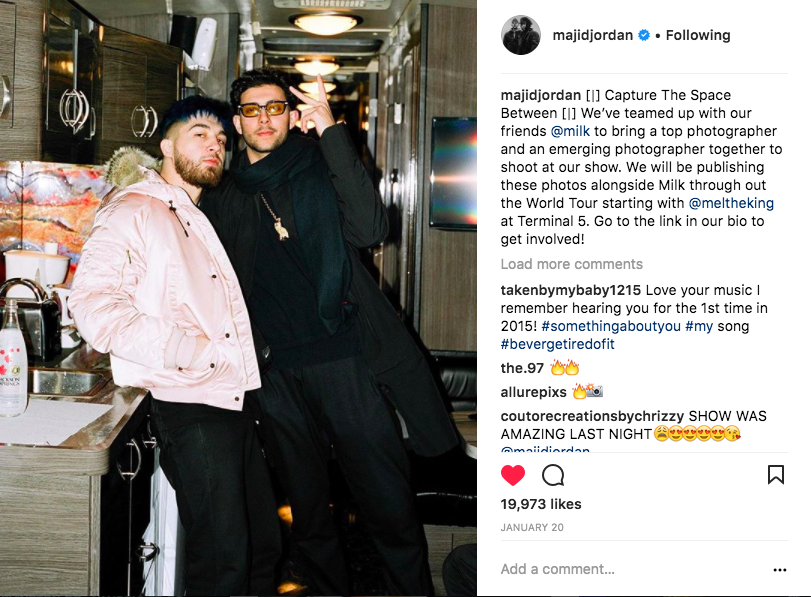 majidjordan • Following
majidjordan [|] Capture The Space
Between [|] We’ve teamed up with our
friends @milk to bring a top photographer
and an emerging photographer together to
shoot at our show. We will be publishing
these photos alongside Milk through out
the World Tour starting with @meltheking
at Terminal 5. Go to the link in our bio to
get involved!
Load more comments
takenbymybaby1215 Love your music I
remember hearing you for the 1st time in
2015! #somethingaboutyou #my song
#bevergetiredofit
the.97 🔥🔥
allurepixs 🔥📸
coutorecreationsbychrizzy SHOW WAS
AMAZING LAST NIGHT😩😍😍😍😍😘
@majidjordan
19,973 likes
JANUARY 20
Add a comment...